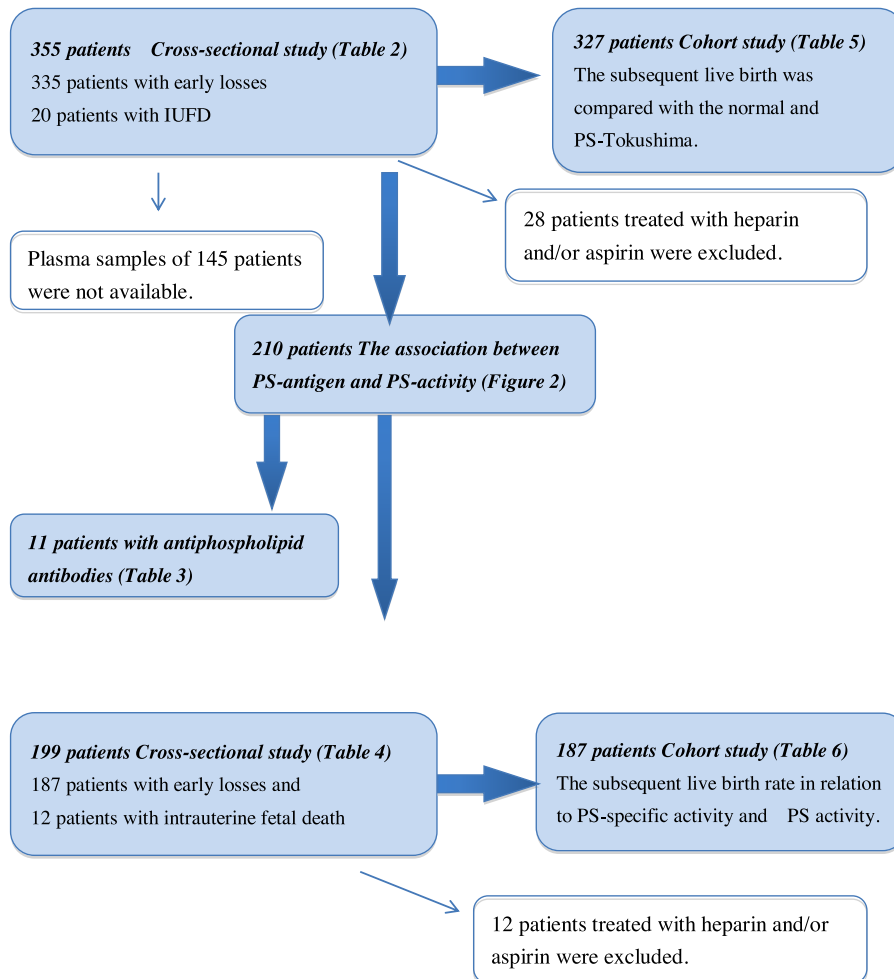 355 patients Cross-sectional study (Table 2)
335 patients with early losses
20 patients with IUFD
327 patients Cohort study (Table 5)
The subsequent live birth was
compared with the normal and
PS-Tokushima.
28 patients treated with heparin
and/or aspirin were excluded.
Plasma samples of 145 patients
were not available.
210 patients The association between
PS-antigen and PS-activity (Figure 2)
11 patients with antiphospholipid
antibodies (Table 3)
199 patients Cross-sectional study (Table 4)
187 patients with early losses and
12 patients with intrauterine fetal death
187 patients Cohort study (Table 6)
The subsequent live birth rate in relation
to PS-specific activity and PS activity.
12 patients treated with heparin and/or
aspirin were excluded.